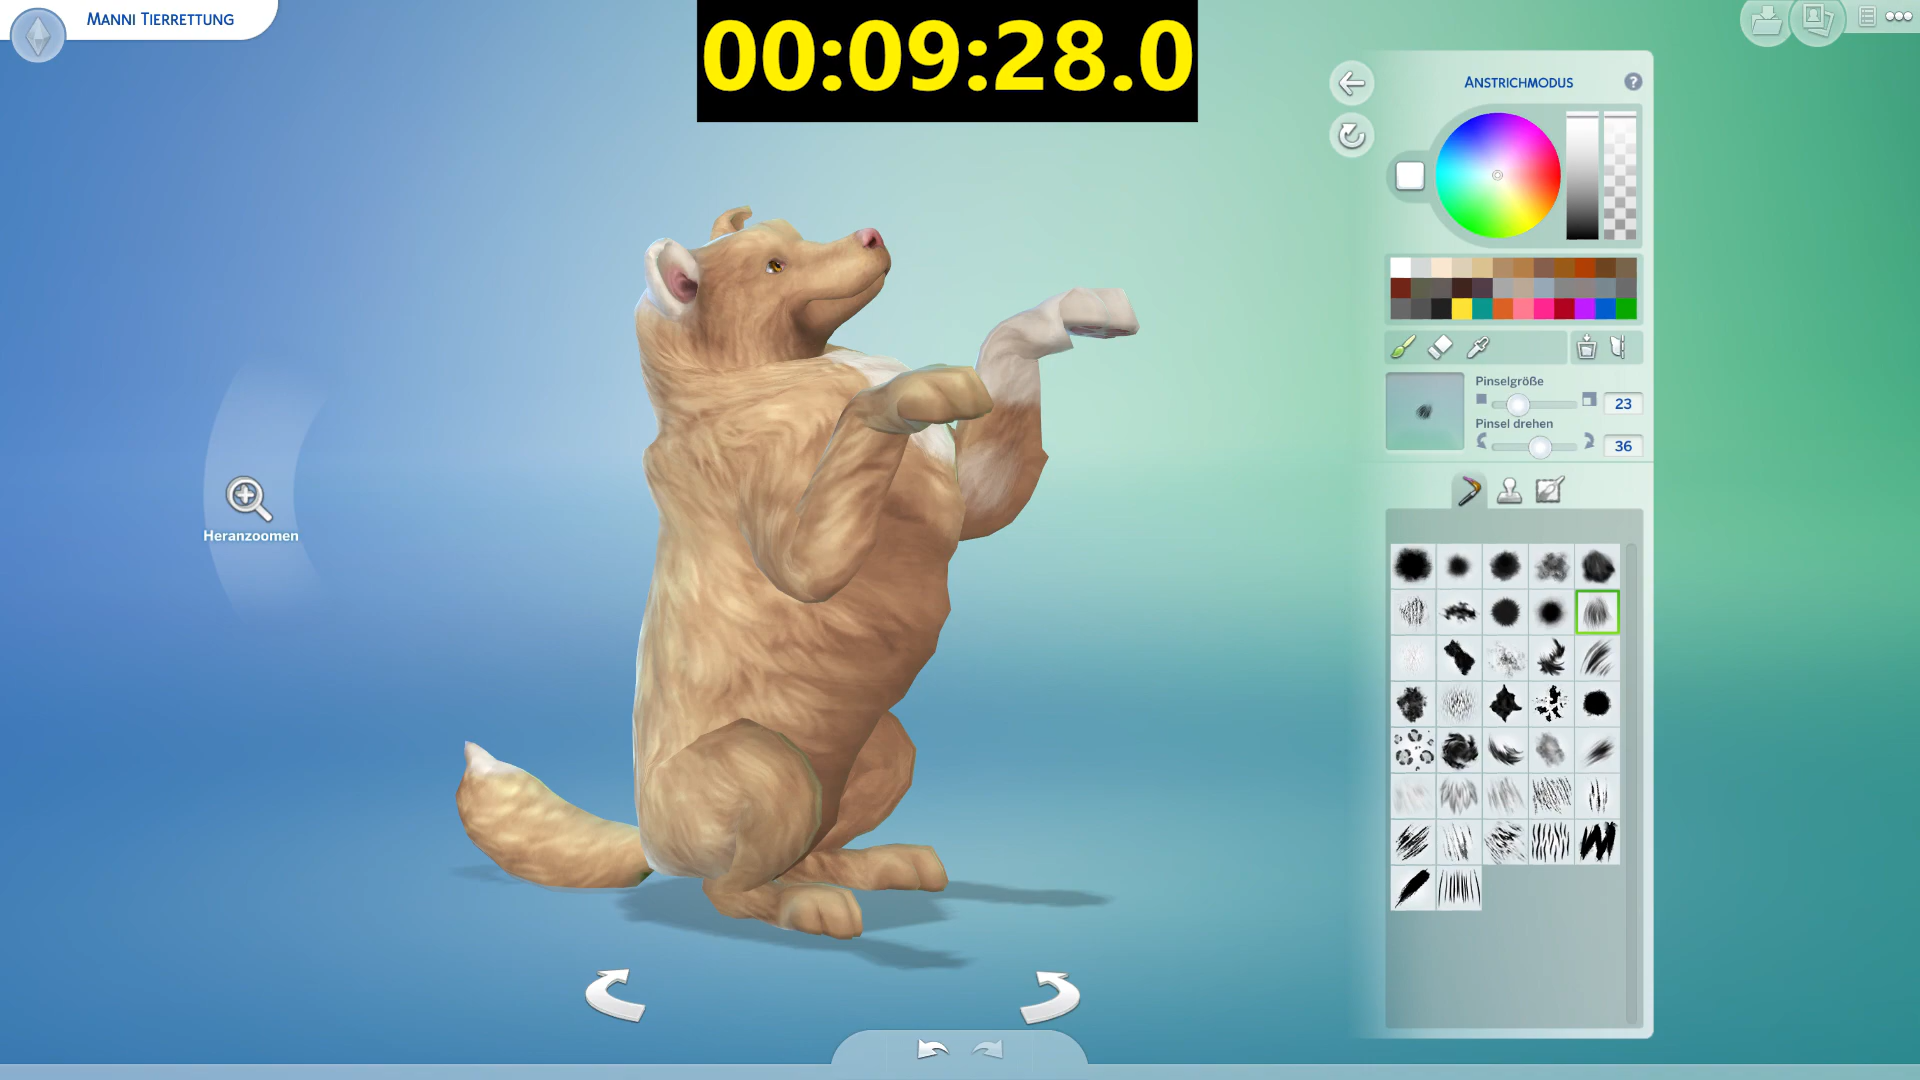 Manni Tierrettung
00:09:28.0
Anstrichmodus
?
Pinselgröße
23
Pinsel drehen
36
Heranzoomen